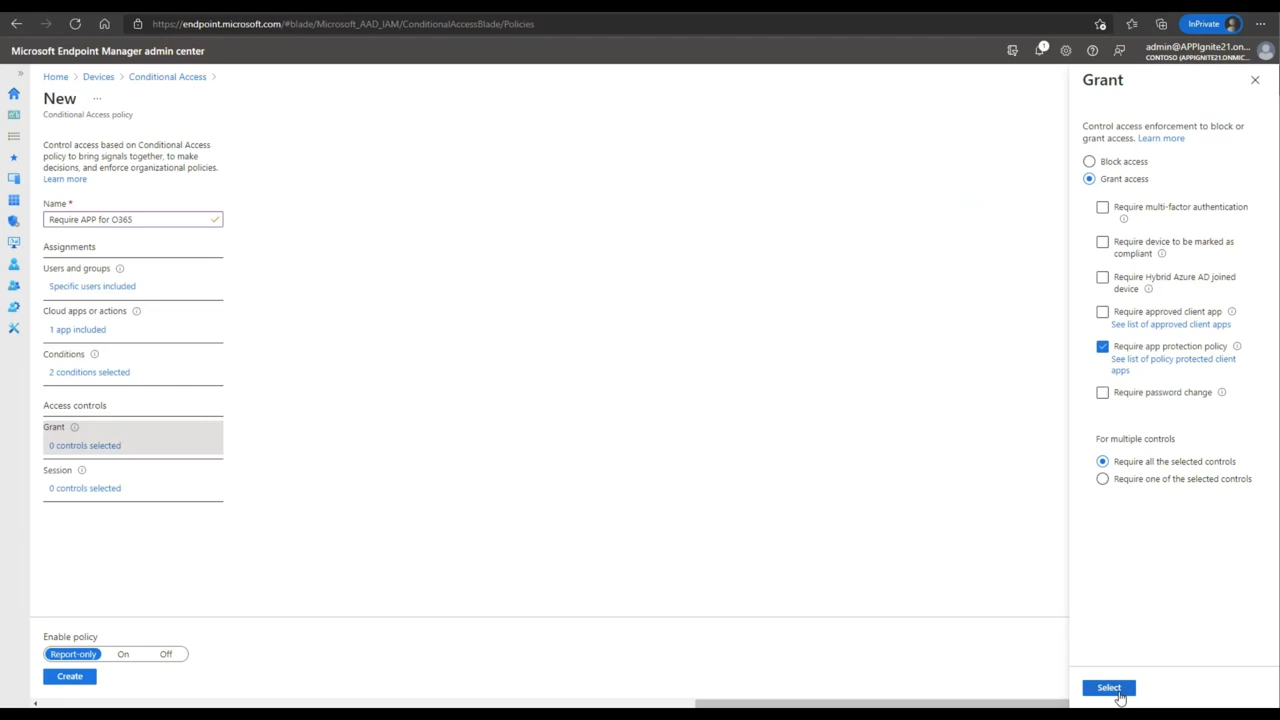 https://endpoint.microsoft.com/#blade/Microsoft_AAD_IAM/ConditionalAccessBlade/Policies
InPrivate
Microsoft Endpoint Manager admin center
1
admin@APPIgnite21.on...
CONTOSO (APPIGNITE21.ONMIC...
Home > Devices > Conditional Access >
New ...
Conditional Access policy
Control access based on Conditional Access
policy to bring signals together, to make
decisions, and enforce organizational policies.
Learn more
Name *
Require APP for O365
Assignments
Users and groups
Specific users included
Cloud apps or actions
1 app included
Conditions
2 conditions selected
Access controls
Grant
0 controls selected
Session
0 controls selected
Enable policy
Report-only On Off
Create
Grant
Control access enforcement to block or
grant access. Learn more
Block access
Grant access
Require multi-factor authentication
Require device to be marked as
compliant
Require Hybrid Azure AD joined
device
Require approved client app
See list of approved client apps
Require app protection policy
See list of policy protected client
apps
Require password change
For multiple controls
Require all the selected controls
Require one of the selected controls
Select